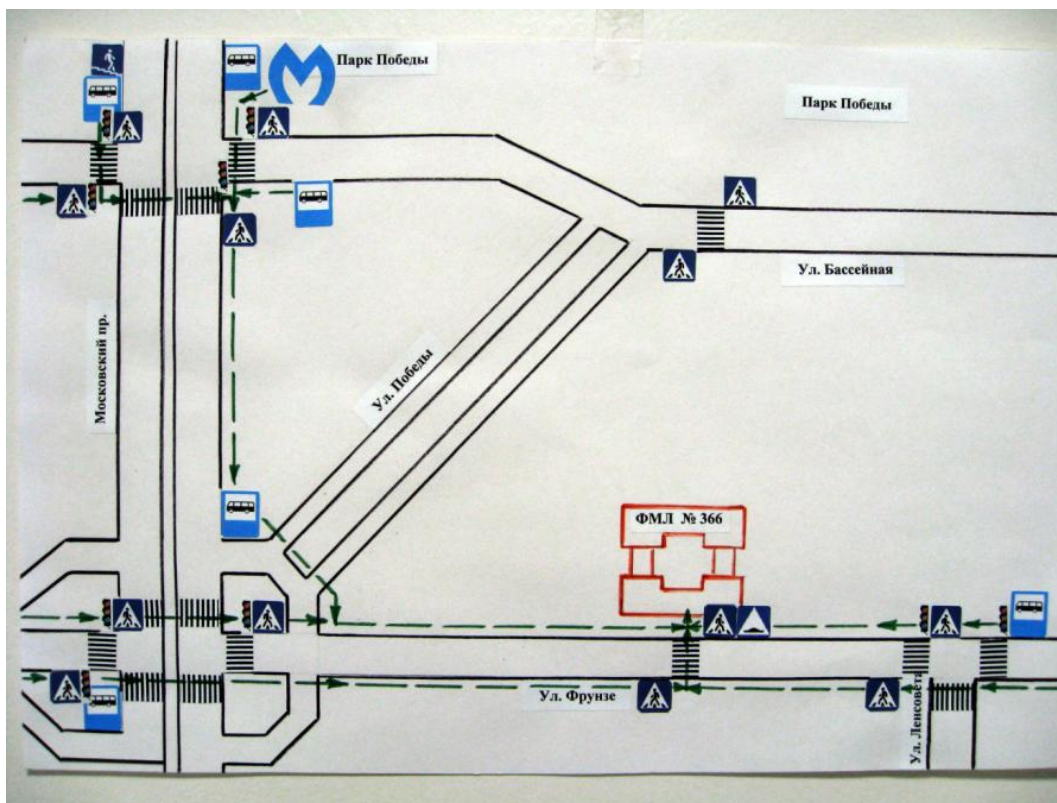 Парк Победы
Парк Победы
Ул. Бассейная
Московский пр.
Ул. Победы
ФМЛ № 366
Ул. Фрунзе
Ул. Ленсовета